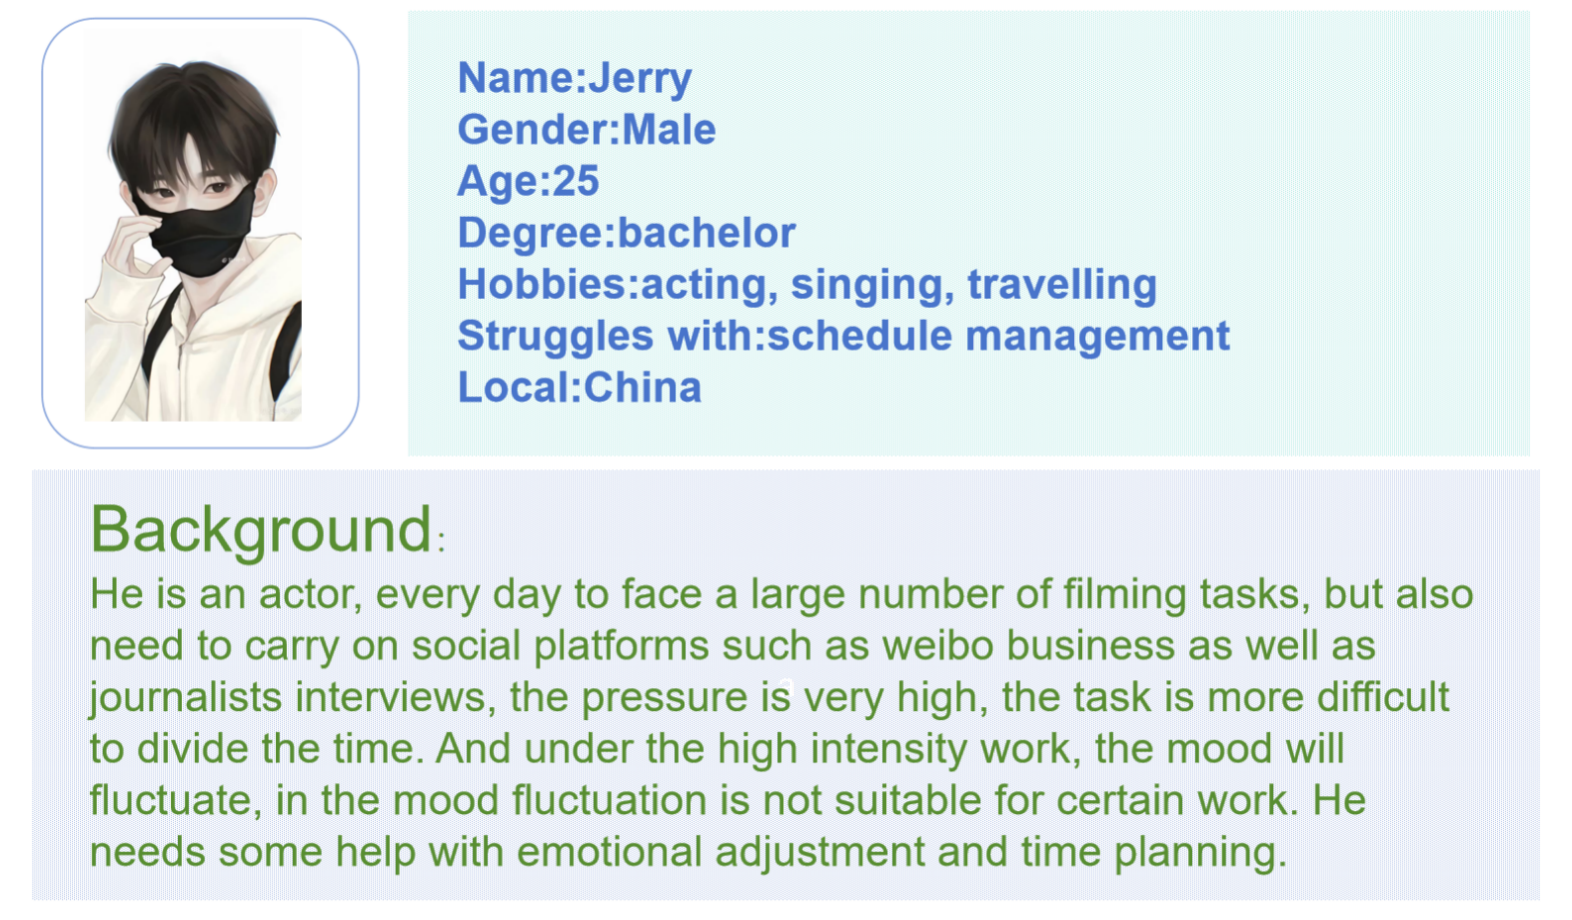 Name:Jerry
Gender:Male
Age:25
Degree:bachelor
Hobbies:acting, singing, travelling
Struggles with:schedule management
Local:China
Background:
He is an actor, every day to face a large number of filming tasks, but also
need to carry on social platforms such as weibo business as well as
journalists interviews, the pressure is very high, the task is more difficult
to divide the time. And under the high intensity work, the mood will
fluctuate, in the mood fluctuation is not suitable for certain work. He
needs some help with emotional adjustment and time planning.
a